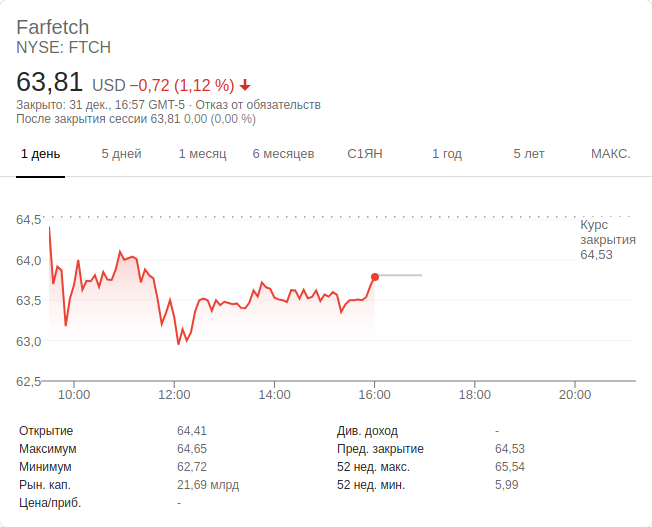 Farfetch
NYSE: FTCH
63,81 USD −0,72 (1,12 %)
Закрыто: 31 дек., 16:57 GMT-5 · Отказ от обязательств
После закрытия сессии 63,81 0,00 (0,00 %)
1 день 5 дней 1 месяц 6 месяцев С1ЯН 1 год 5 лет МАКС.
64,5
Курс
закрытия
64,53
64,0
63,5
63,0
62,5
10:00 12:00 14:00 16:00 18:00 20:00
Открытие 64,41 Див. доход -
Максимум 64,65 Пред. закрытие 64,53
Минимум 62,72 52 нед. макс. 65,54
Рын. кап. 21,69 млрд 52 нед. мин. 5,99
Цена/приб. -